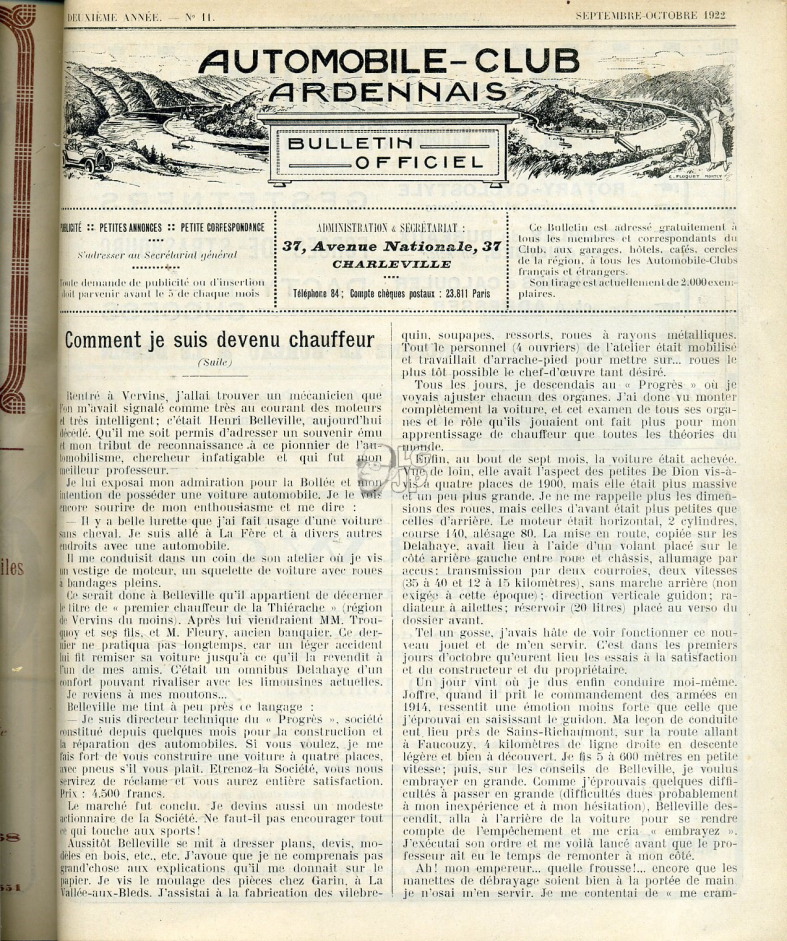 DEUXIÈME ANNÉE. — N° 11.
SEPTEMBRE-OCTOBRE 1922
AUTOMOBILE-CLUB
ARDENNAIS
BULLETIN
OFFICIEL
PUBLICITÉ :: PETITES ANNONCES :: PETITE CORRESPONDANCE
S'adresser au Secrétariat général
Toute demande de publicité ou d'insertion
doit parvenir avant le 5 de chaque mois
ADMINISTRATION & SECRÉTARIAT :
37, Avenue Nationale, 37
CHARLEVILLE
Téléphone 84 ; Compte chèques postaux : 23.811 Paris
Ce Bulletin est adressé gratuitement à
tous les membres et correspondants du
Club, aux garages, hôtels, cafés, cercles
de la région, à tous les Automobile-Clubs
français et étrangers.
Son tirage est actuellement de 2.000 exem-
plaires.
Comment je suis devenu chauffeur
(Suite)
Rentré à Vervins, j'allai trouver un mécanicien que
l'on m'avait signalé comme très au courant des moteurs
et très intelligent ; c'était Henri Belleville, aujourd'hui
décédé. Qu'il me soit permis d'adresser un souvenir ému
et mon tribut de reconnaissance à ce pionnier de l'au-
tomobilisme, chercheur infatigable et qui fut mon
meilleur professeur.
Je lui exposai mon admiration pour la Bollée et mon
intention de posséder une voiture automobile. Je le vois
encore sourire de mon enthousiasme et me dire :
— Il y a belle lurette que j'ai fait usage d'une voiture
sans cheval. Je suis allé à La Fère et à divers autres
endroits avec une automobile.
Il me conduisit dans un coin de son atelier où je vis
un vestige de moteur, un squelette de voiture avec roues
à bandages pleins.
Ce serait donc à Belleville qu'il appartient de décerner
le titre de « premier chauffeur de la Thiérache » (région
de Vervins du moins). Après lui viendraient MM. Trou-
quoy et ses fils, et M. Fleury, ancien banquier. Ce der-
nier ne pratiqua pas longtemps, car un léger accident
lui fit remiser sa voiture jusqu'à ce qu'il la revendit à
l'un de mes amis. C'était un omnibus Delahaye d'un
confort pouvant rivaliser avec les limousines actuelles.
Je reviens à mes moutons...
Belleville me tint à peu près ce langage :
— Je suis directeur technique du « Progrès », société
constitué depuis quelques mois pour la construction et
la réparation des automobiles. Si vous voulez, je me
fais fort de vous construire une voiture à quatre places,
avec pneus s'il vous plait. Etrenez la Société, vous nous
servirez de réclame et vous aurez entière satisfaction.
Prix : 4.500 francs.
Le marché fut conclu. Je devins aussi un modeste
actionnaire de la Société. Ne faut-il pas encourager tout
ce qui touche aux sports !
Aussitôt Belleville se mit à dresser plans, devis, mo-
dèles en bois, etc., etc. J'avoue que je ne comprenais pas
grand'chose aux explications qu'il me donnait sur le
papier. Je vis le moulage des pièces chez Garin, à La
Vallée-aux-Bleds. J'assistai à la fabrication des vilebre-
quin, soupapes, ressorts, roues à rayons métalliques.
Tout le personnel (4 ouvriers) de l'atelier était mobilisé
et travaillait d'arrache-pied pour mettre sur... roues le
plus tôt possible le chef-d'œuvre tant désiré.
Tous les jours, je descendais au « Progrès » où je
voyais ajuster chacun des organes. J'ai donc vu monter
complètement la voiture, et cet examen de tous ses orga-
nes et le rôle qu'ils jouaient ont fait plus pour mon
apprentissage de chauffeur que toutes les théories du
monde.
Enfin, au bout de sept mois, la voiture était achevée.
Vue de loin, elle avait l'aspect des petites De Dion vis-à-
vis à quatre places de 1900, mais elle était plus massive
et un peu plus grande. Je ne me rappelle plus les dimen-
sions des roues, mais celles d'avant était plus petites que
celles d'arrière. Le moteur était horizontal, 2 cylindres,
course 140, alésage 80. La mise en route, copiée sur les
Delahaye, avait lieu à l'aide d'un volant placé sur le
côté arrière gauche entre roue et châssis, allumage par
accus ; transmission par deux courroies, deux vitesses
(35 à 40 et 12 à 15 kilomètres), sans marche arrière (non
exigée à cette époque) ; direction verticale guidon ; ra-
diateur à ailettes ; réservoir (20 litres) placé au verso du
dossier avant.
Tel un gosse, j'avais hâte de voir fonctionner ce nou-
veau jouet et de m'en servir. C'est dans les premiers
jours d'octobre qu'eurent lieu les essais à la satisfaction
et du constructeur et du propriétaire.
Un jour vint où je dus enfin conduire moi-même.
Joffre, quand il prit le commandement des armées en
1914, ressentit une émotion moins forte que celle que
j'éprouvai en saisissant le guidon. Ma leçon de conduite
eut lieu près de Sains-Richaumont, sur la route allant
à Faucouzy, 4 kilomètres de ligne droite en descente
légère et bien à découvert. Je fis 5 à 600 mètres en petite
vitesse ; puis, sur les conseils de Belleville, je voulus
embrayer en grande. Comme j'éprouvais quelques diffi-
cultés à passer en grande (difficultés dues probablement
à mon inexpérience et à mon hésitation), Belleville des-
cendit, alla à l'arrière de la voiture pour se rendre
compte de l'empêchement et me cria « embrayez ».
J'exécutai son ordre et me voilà lancé avant que le pro-
fesseur ait eu le temps de remonter à mon côté.
Ah ! mon empereur... quelle frousse !... encore que les
manettes de débrayage soient bien à la portée de main
je n'osai m'en servir. Je me contentai de « me cram-